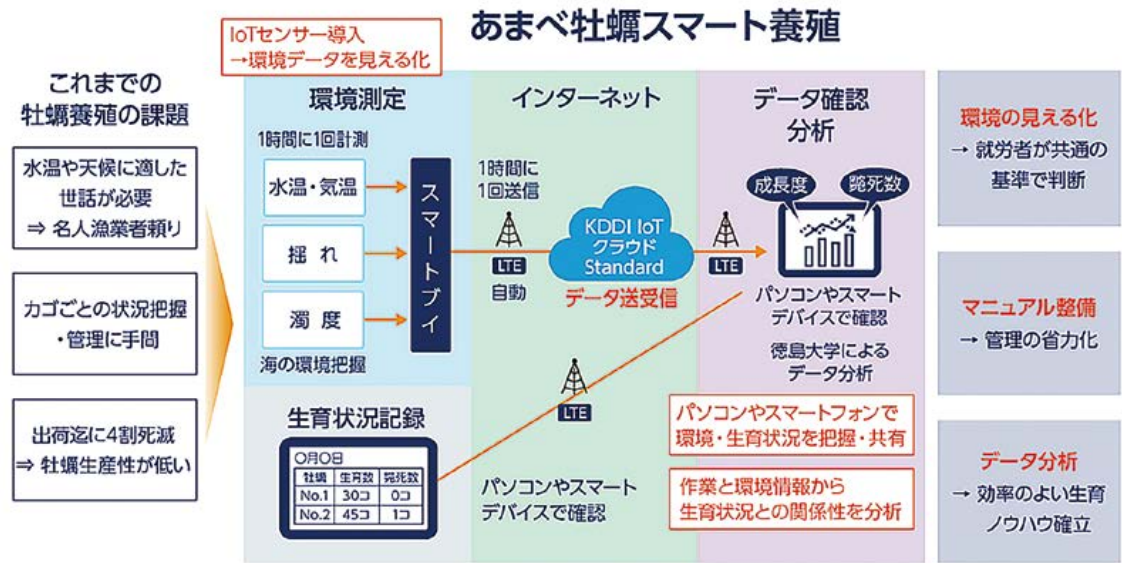 あまべ牡蠣スマート養殖
IoTセンサー導入
→環境データを見える化
これまでの
牡蠣養殖の課題
水温や天候に適した
世話が必要
⇒ 名人漁業者頼り
カゴごとの状況把握
・管理に手間
出荷迄に4割死滅
⇒ 牡蠣生産性が低い
環境測定
1時間に1回計測
水温・気温
揺れ
濁度
海の環境把握
スマートブイ
生育状況記録
〇月〇日
牡蠣 生育数 斃死数
No.1 30コ 0コ
No.2 45コ 1コ
インターネット
1時間に
1回送信
LTE
自動
KDDI IoT
クラウド
Standard
データ送受信
LTE
LTE
パソコンやスマート
デバイスで確認
データ確認
分析
成長度
斃死数
パソコンやスマート
デバイスで確認
徳島大学による
データ分析
パソコンやスマートフォンで
環境・生育状況を把握・共有
作業と環境情報から
生育状況との関係性を分析
環境の見える化
→ 就労者が共通の
基準で判断
マニュアル整備
→ 管理の省力化
データ分析
→ 効率のよい生育
ノウハウ確立